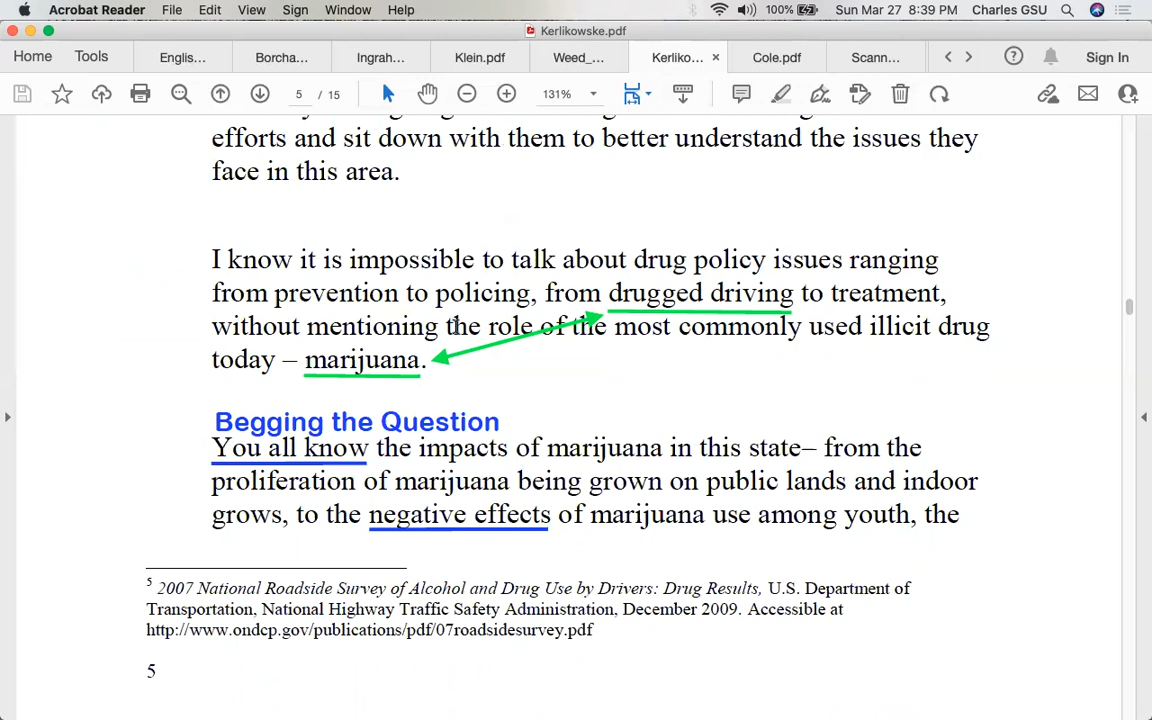 Acrobat Reader File Edit View Sign Window Help 100% Sun Mar 27 8:39 PM Charles GSU
Kerlikowske.pdf
Home Tools Englis... Borcha... Ingrah... Klein.pdf Weed_... Kerliko... × Cole.pdf Scann... Sign In
5 / 15 131%
efforts and sit down with them to better understand the issues they
face in this area.
I know it is impossible to talk about drug policy issues ranging
from prevention to policing, from drugged driving to treatment,
without mentioning the role of the most commonly used illicit drug
today – marijuana.
Begging the Question
You all know the impacts of marijuana in this state– from the
proliferation of marijuana being grown on public lands and indoor
grows, to the negative effects of marijuana use among youth, the
5 2007 National Roadside Survey of Alcohol and Drug Use by Drivers: Drug Results, U.S. Department of
Transportation, National Highway Traffic Safety Administration, December 2009. Accessible at
http://www.ondcp.gov/publications/pdf/07roadsidesurvey.pdf
5